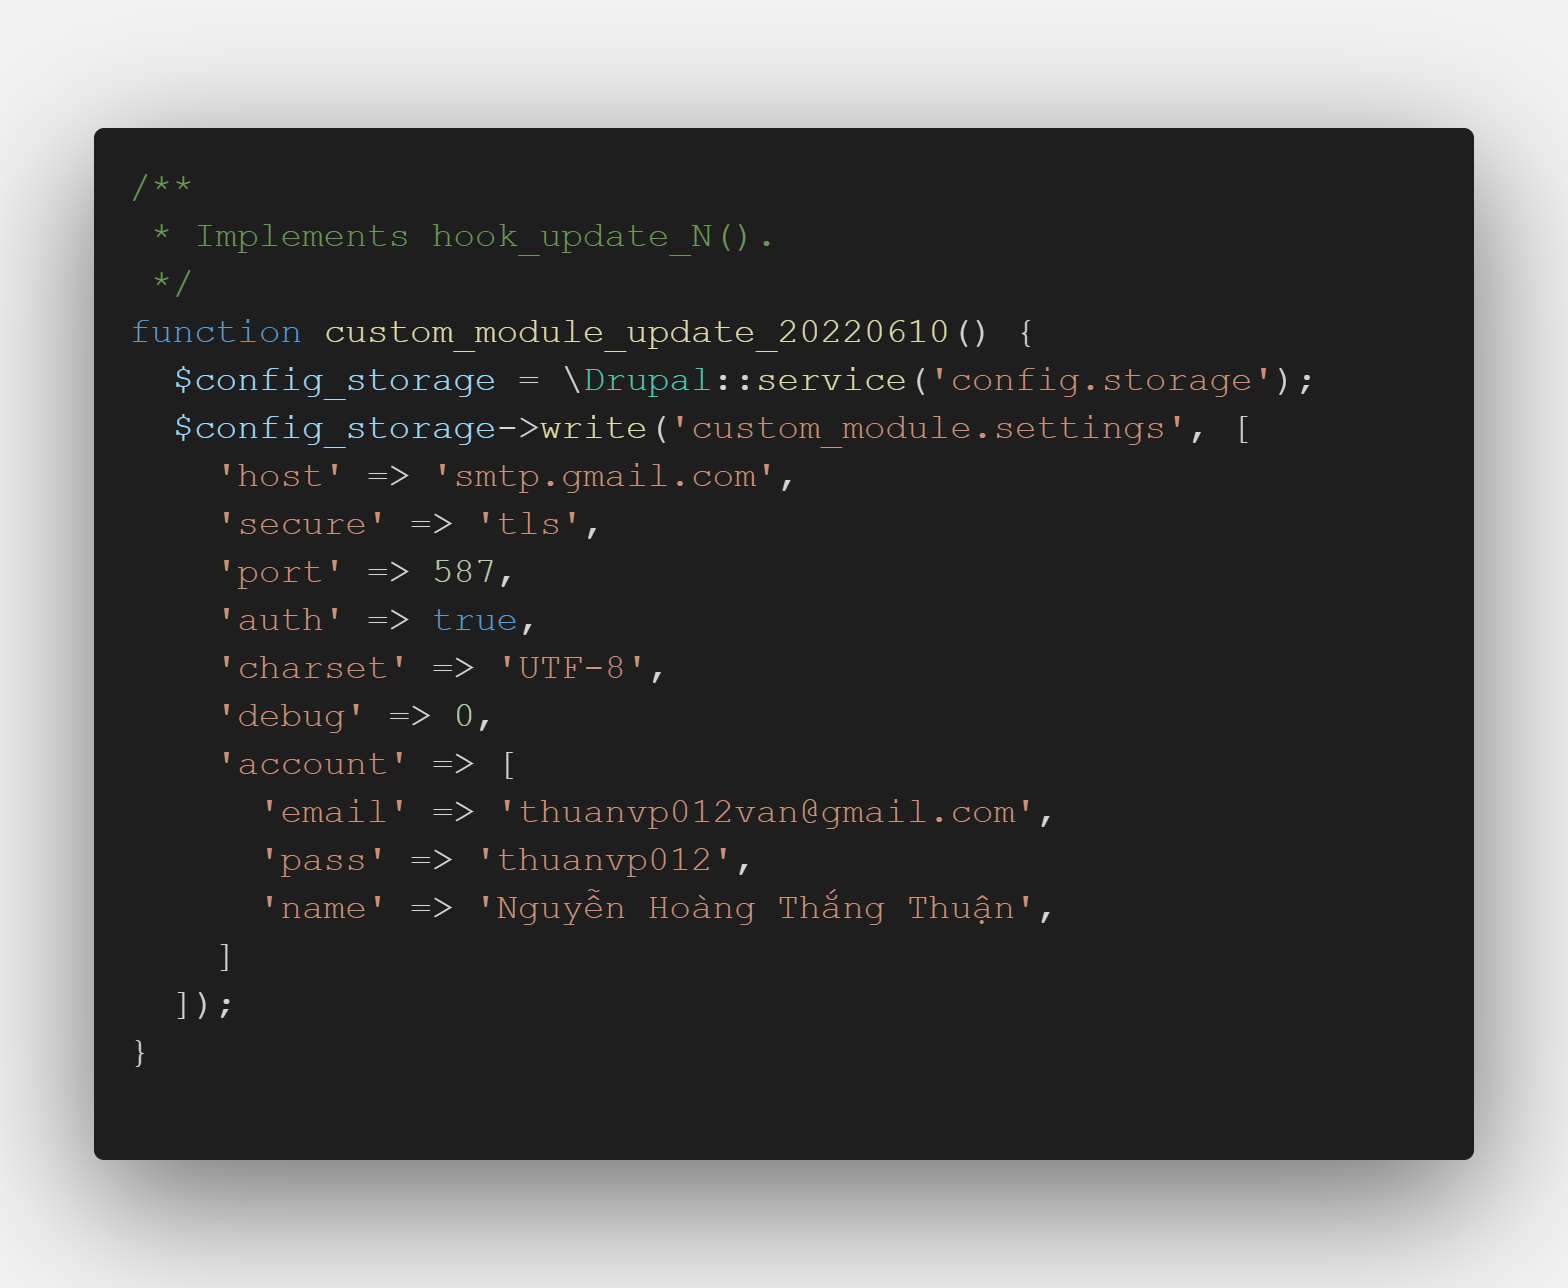 /**
 * Implements hook_update_N().
 */
function custom_module_update_20220610() {
  $config_storage = \Drupal::service('config.storage');
  $config_storage->write('custom_module.settings', [
    'host' => 'smtp.gmail.com',
    'secure' => 'tls',
    'port' => 587,
    'auth' => true,
    'charset' => 'UTF-8',
    'debug' => 0,
    'account' => [
      'email' => 'thuanvp012van@gmail.com',
      'pass' => 'thuanvp012',
      'name' => 'Nguyễn Hoàng Thắng Thuận',
    ]
  ]);
}